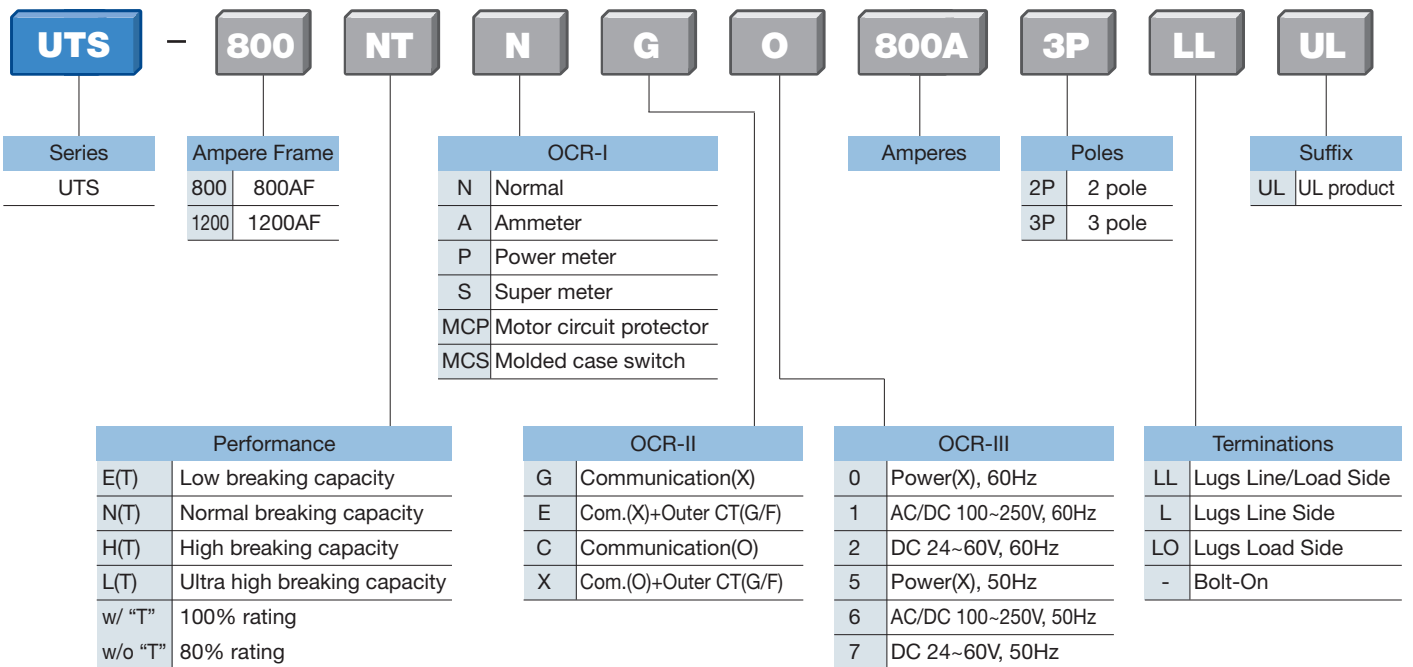 UTS - 800 NT N G O 800A 3P LL UL
Series
UTS
Ampere Frame
800 800AF
1200 1200AF
OCR-I
N Normal
A Ammeter
P Power meter
S Super meter
MCP Motor circuit protector
MCS Molded case switch
Amperes
Poles
2P 2 pole
3P 3 pole
Suffix
UL UL product
Performance
E(T) Low breaking capacity
N(T) Normal breaking capacity
H(T) High breaking capacity
L(T) Ultra high breaking capacity
w/ “T” 100% rating
w/o “T” 80% rating
OCR-II
G Communication(X)
E Com.(X)+Outer CT(G/F)
C Communication(O)
X Com.(O)+Outer CT(G/F)
OCR-III
0 Power(X), 60Hz
1 AC/DC 100~250V, 60Hz
2 DC 24~60V, 60Hz
5 Power(X), 50Hz
6 AC/DC 100~250V, 50Hz
7 DC 24~60V, 50Hz
Terminations
LL Lugs Line/Load Side
L Lugs Line Side
LO Lugs Load Side
- Bolt-On